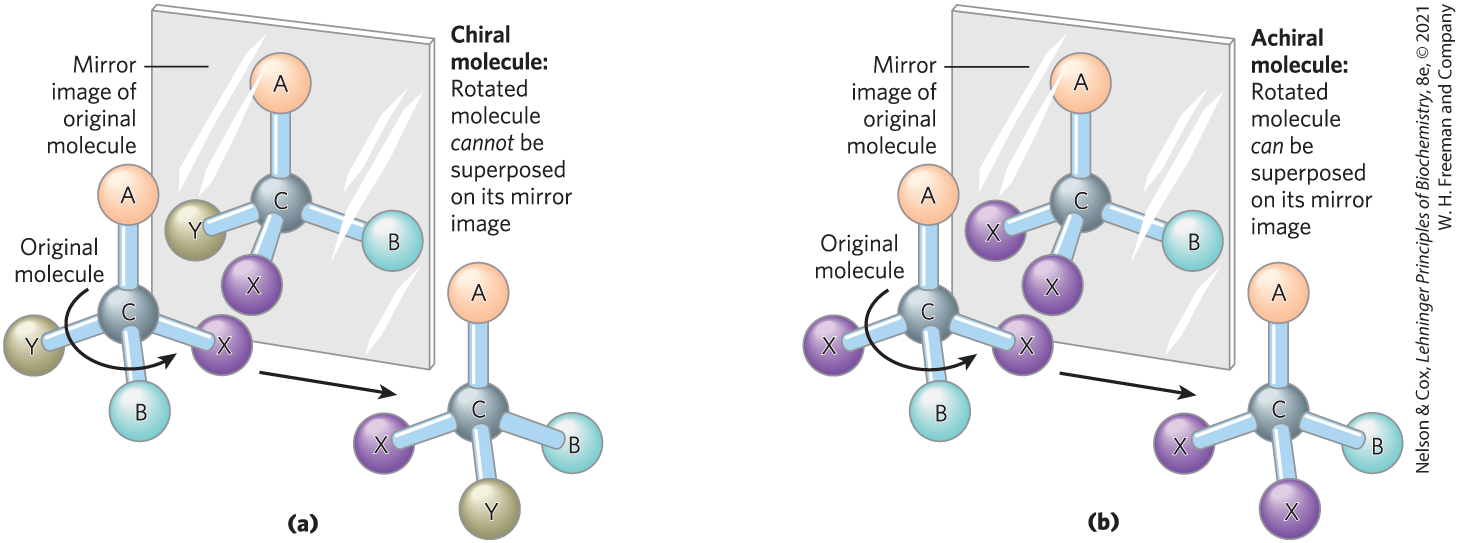 Mirror
image of
original
molecule
Chiral
molecule:
Rotated
molecule
cannot be
superposed
on its mirror
image
A
C
Y
B
X
Original
molecule
A
C
Y
X
B
A
C
X
B
Y
(a)
Mirror
image of
original
molecule
Achiral
molecule:
Rotated
molecule
can be
superposed
on its mirror
image
A
C
X
B
X
Original
molecule
A
C
X
X
B
A
C
X
B
X
(b)
Nelson & Cox, Lehninger Principles of Biochemistry, 8e, © 2021
W. H. Freeman and Company